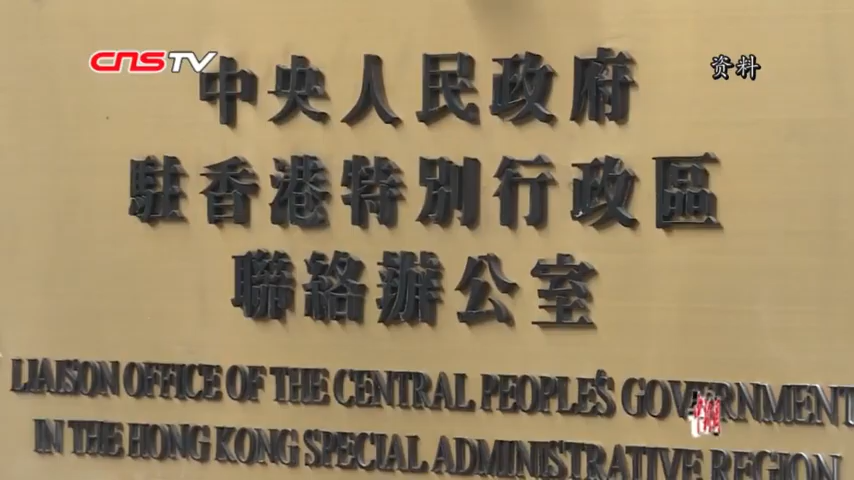 CNSTV
资料
中央人民政府
駐香港特別行政區
聯絡辦公室
LIAISON OFFICE OF THE CENTRAL PEOPLE'S GOVERNMENT
IN THE HONG KONG SPECIAL ADMINISTRATIVE REGION